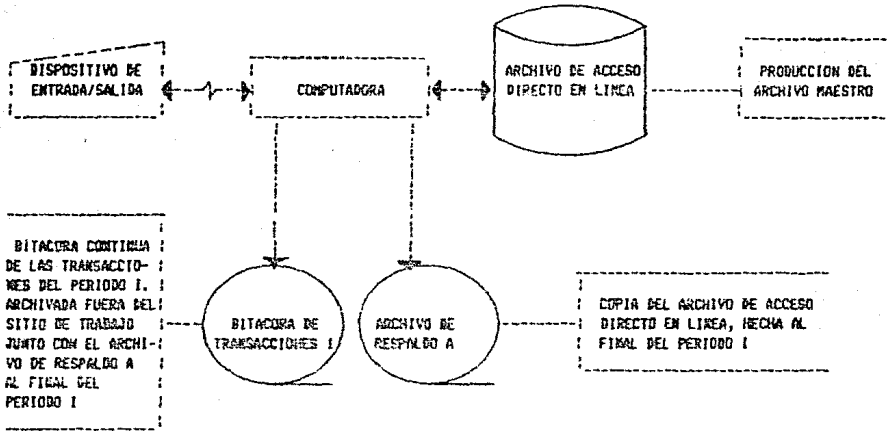 DISPOSITIVO DE
ENTRADA/SALIDA
COMPUTADORA
ARCHIVO DE ACCESO
DIRECTO EN LINEA
PRODUCCION DEL
ARCHIVO MAESTRO
BITACORA CONTINUA
DE LAS TRANSACCIO-
NES DEL PERIODO I.
ARCHIVADA FUERA DEL
SITIO DE TRABAJO
JUNTO CON EL ARCHI-
VO DE RESPALDO A
AL FINAL DEL
PERIODO I
BITACORA DE
TRANSACCIONES I
ARCHIVO DE
RESPALDO A
COPIA DEL ARCHIVO DE ACCESO
DIRECTO EN LINEA, HECHA AL
FINAL DEL PERIODO I